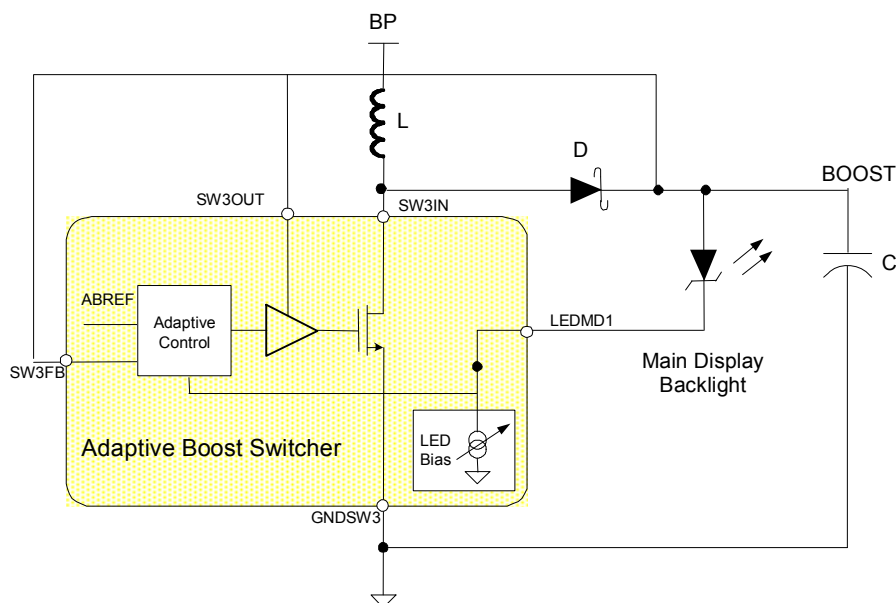 BP
L
D
BOOST
SW3OUT
SW3IN
C
ABREF
Adaptive
Control
LEDMD1
SW3FB
Main Display
Backlight
Adaptive Boost Switcher
LED
Bias
GNDSW3